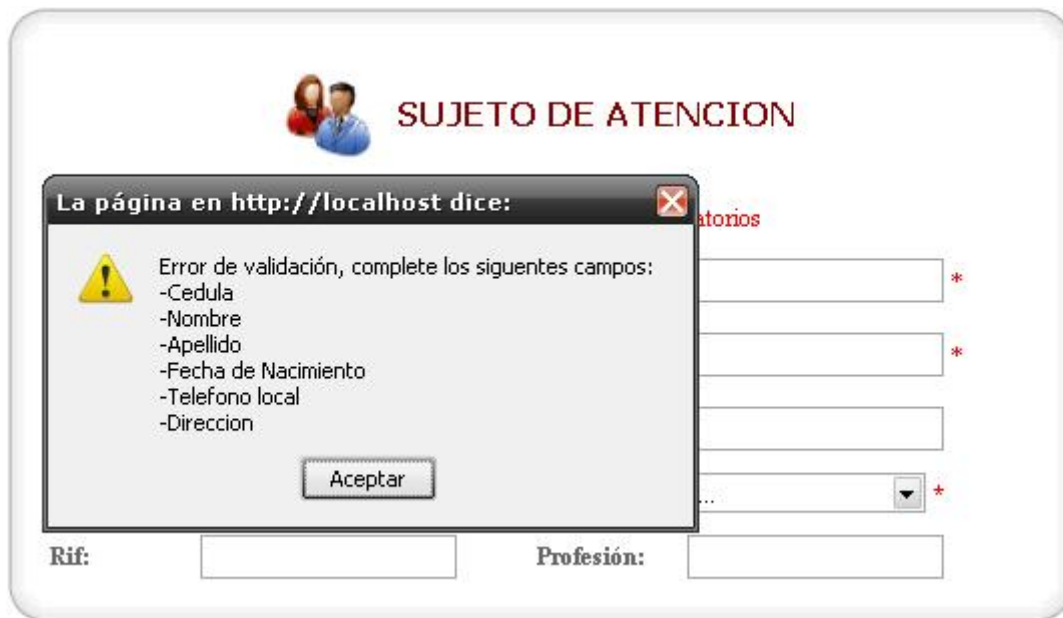 SUJETO DE ATENCION
La página en http://localhost dice:
atorios
Error de validación, complete los siguentes campos:
-Cedula
-Nombre
-Apellido
-Fecha de Nacimiento
-Telefono local
-Direccion
*
*
Aceptar
... *
Rif: Profesión: